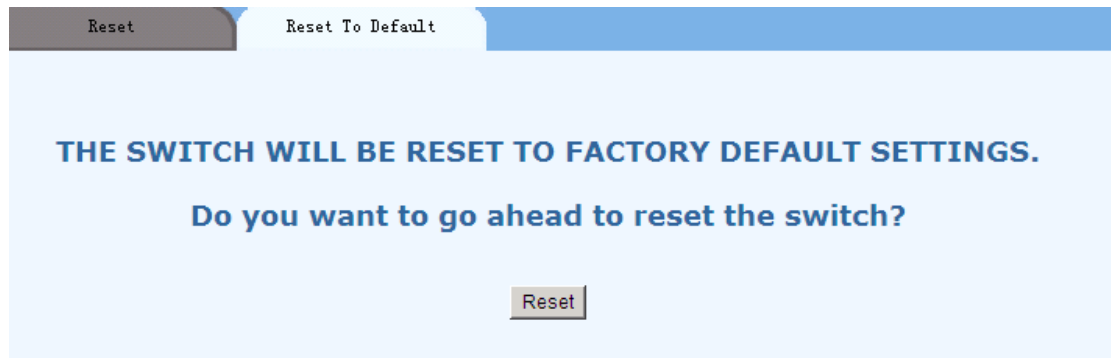 Reset Reset To Default
THE SWITCH WILL BE RESET TO FACTORY DEFAULT SETTINGS.
Do you want to go ahead to reset the switch?
Reset